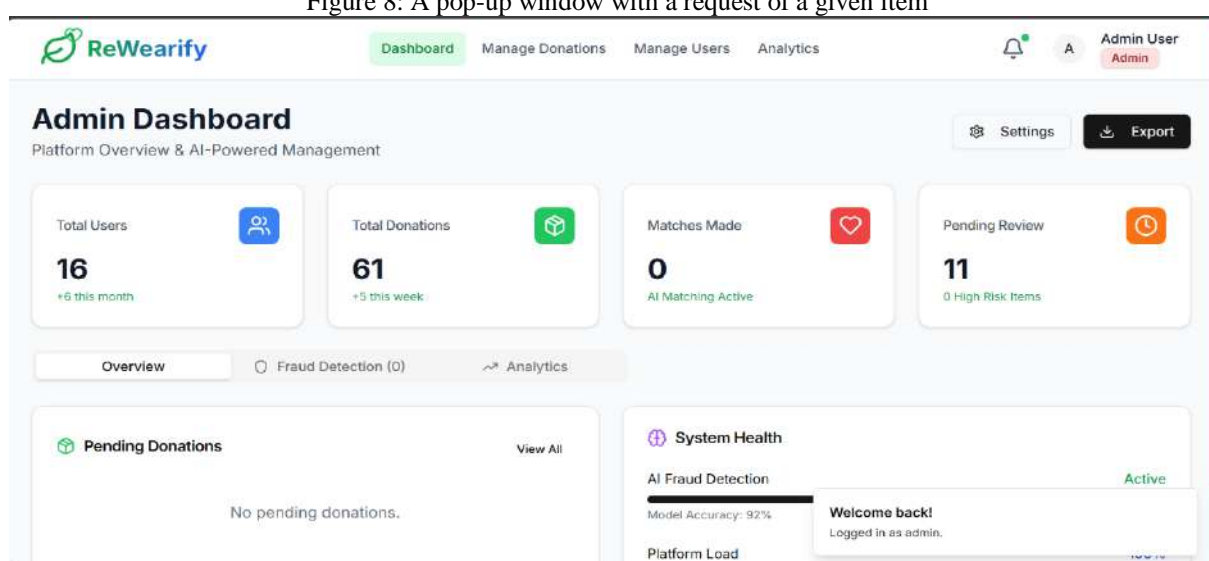 Figure 8: A pop-up window with a request of a given item
ReWearify
Dashboard Manage Donations Manage Users Analytics
A
Admin User
Admin
Admin Dashboard
Platform Overview & AI-Powered Management
Settings
Export
Total Users
16
+6 this month
Total Donations
61
+5 this week
Matches Made
0
AI Matching Active
Pending Review
11
0 High Risk Items
Overview Fraud Detection (0) Analytics
Pending Donations
View All
No pending donations.
System Health
AI Fraud Detection Active
Model Accuracy: 92%
Platform Load
Welcome back!
Logged in as admin.